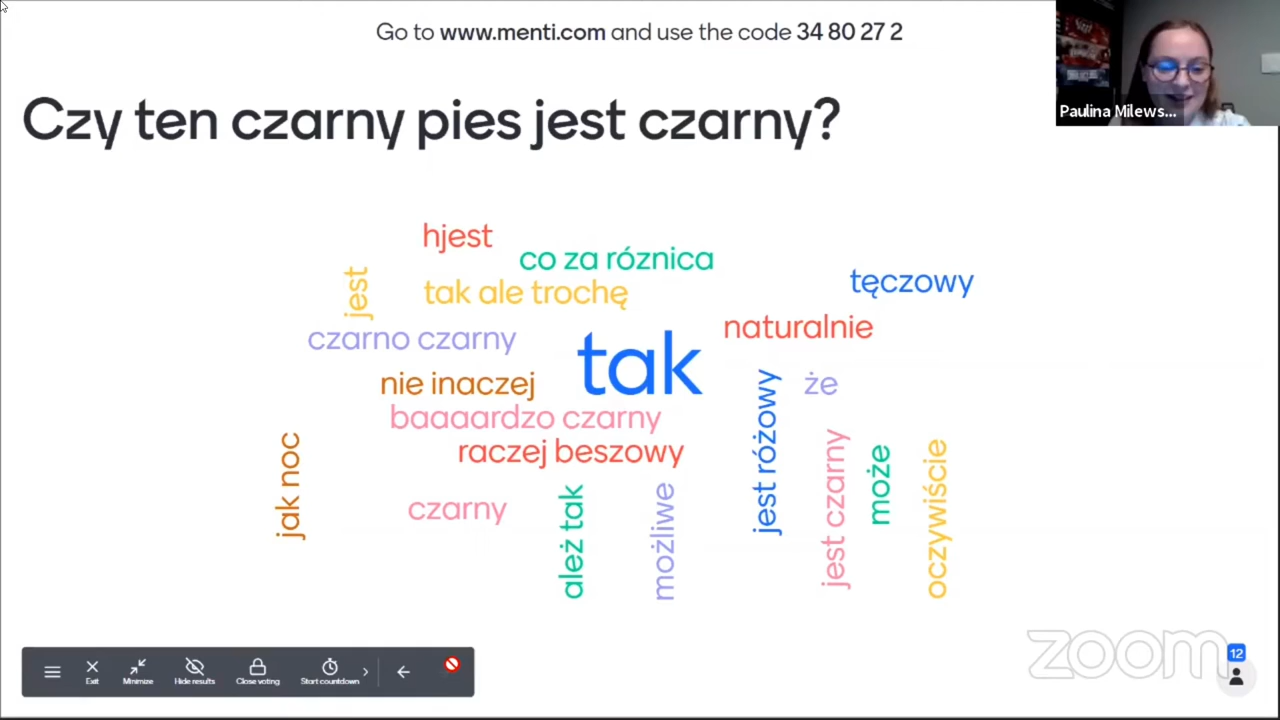 Go to www.menti.com and use the code 34 80 27 2
Paulina Milews...
Czy ten czarny pies jest czarny?
hjest
co za róznica
jest
tak ale trochę
tęczowy
czarno czarny
tak
naturalnie
nie inaczej
że
baaaardzo czarny
jest różowy
raczej beszowy
jak noc
czarny
ależ tak
możliwe
jest czarny
może
oczywiście
zoom
12
Exit
Minimize
Hide results
Close voting
Start countdown